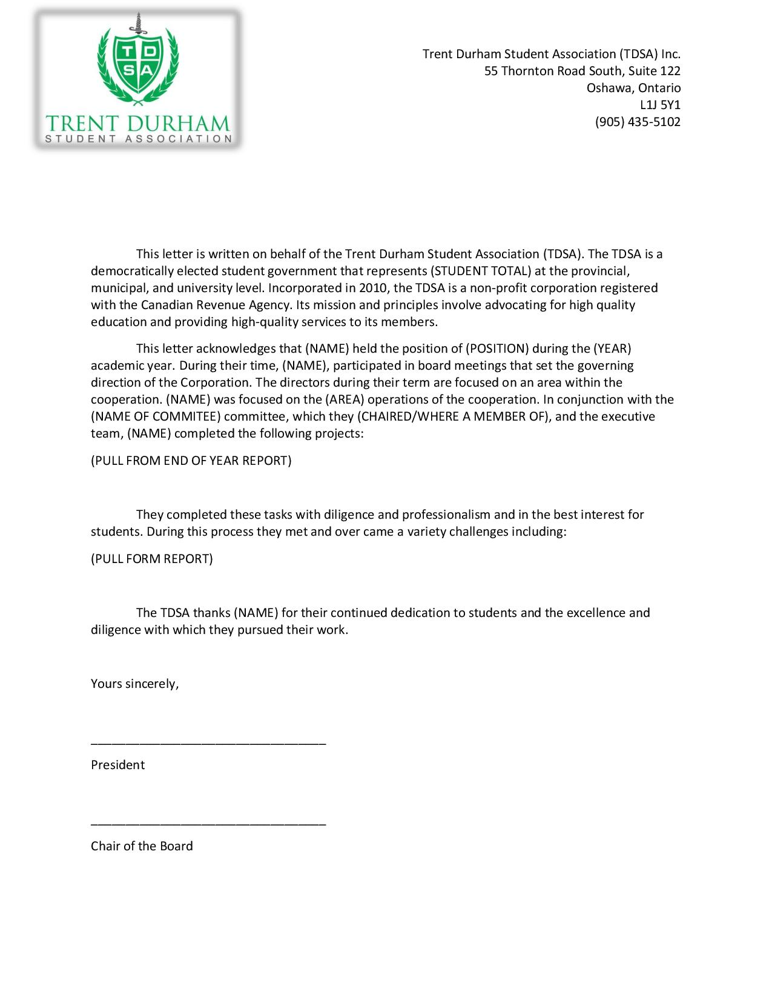 T D
S A
TRENT DURHAM
STUDENT ASSOCIATION
Trent Durham Student Association (TDSA) Inc.
55 Thornton Road South, Suite 122
Oshawa, Ontario
L1J 5Y1
(905) 435-5102
This letter is written on behalf of the Trent Durham Student Association (TDSA). The TDSA is a
democratically elected student government that represents (STUDENT TOTAL) at the provincial,
municipal, and university level. Incorporated in 2010, the TDSA is a non-profit corporation registered
with the Canadian Revenue Agency. Its mission and principles involve advocating for high quality
education and providing high-quality services to its members.
This letter acknowledges that (NAME) held the position of (POSITION) during the (YEAR)
academic year. During their time, (NAME), participated in board meetings that set the governing
direction of the Corporation. The directors during their term are focused on an area within the
cooperation. (NAME) was focused on the (AREA) operations of the cooperation. In conjunction with the
(NAME OF COMMITEE) committee, which they (CHAIRED/WHERE A MEMBER OF), and the executive
team, (NAME) completed the following projects:
(PULL FROM END OF YEAR REPORT)
They completed these tasks with diligence and professionalism and in the best interest for
students. During this process they met and over came a variety challenges including:
(PULL FORM REPORT)
The TDSA thanks (NAME) for their continued dedication to students and the excellence and
diligence with which they pursued their work.
Yours sincerely,
__________________________________
President
__________________________________
Chair of the Board